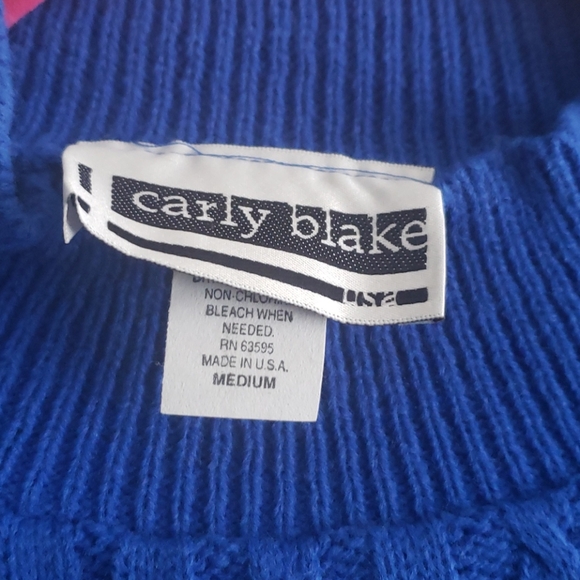 carly blake
usa
NON-CHLORINE
BLEACH WHEN
NEEDED.
RN 63595
MADE IN U.S.A.
MEDIUM